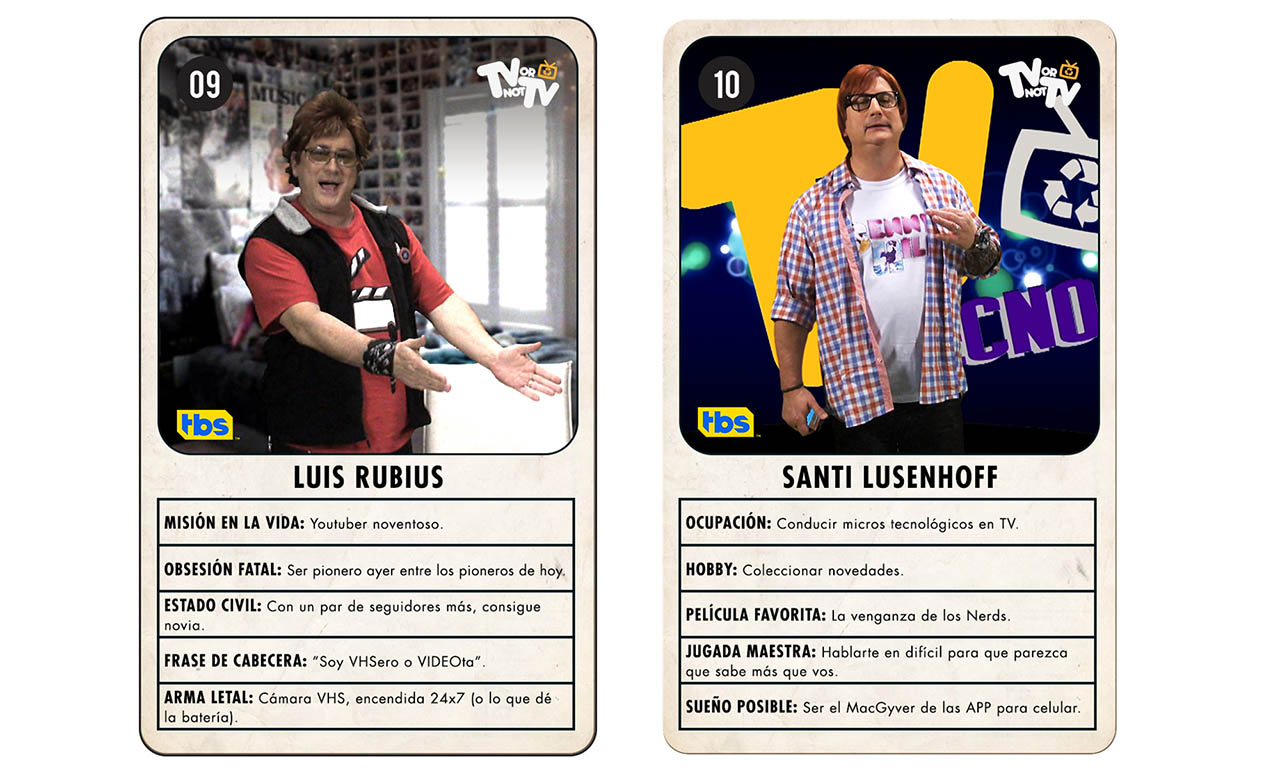 09
MUSIC
TV OR
NOT TV
tbs
LUIS RUBIUS
MISIÓN EN LA VIDA: Youtuber noventoso.
OBSESIÓN FATAL: Ser pionero ayer entre los pioneros de hoy.
ESTADO CIVIL: Con un par de seguidores más, consigue
novia.
FRASE DE CABECERA: “Soy VHSero o VIDEOta”.
ARMA LETAL: Cámara VHS, encendida 24x7 (o lo que dé
la batería).
10
TV OR
NOT TV
CNO
tbs
SANTI LUSENHOFF
OCUPACIÓN: Conducir micros tecnológicos en TV.
HOBBY: Coleccionar novedades.
PELÍCULA FAVORITA: La venganza de los Nerds.
JUGADA MAESTRA: Hablarte en difícil para que parezca
que sabe más que vos.
SUEÑO POSIBLE: Ser el MacGyver de las APP para celular.